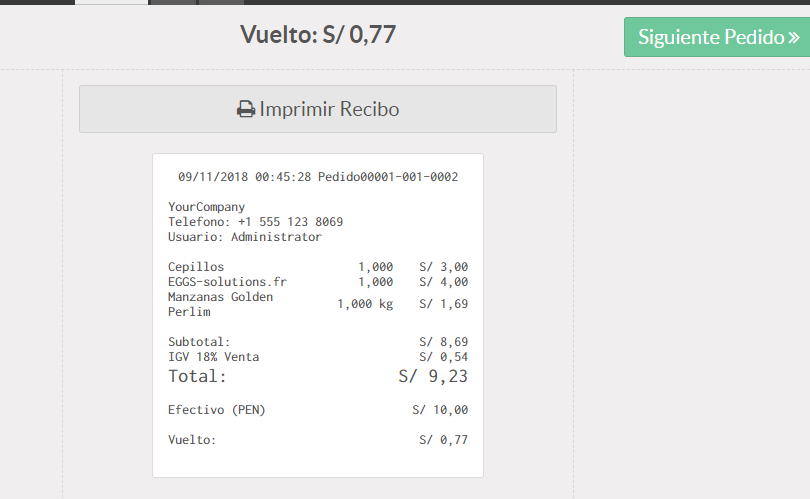 Vuelto: S/ 0,77
Siguiente Pedido »
Imprimir Recibo
09/11/2018 00:45:28 Pedido00001-001-0002
YourCompany
Telefono: +1 555 123 8069
Usuario: Administrator
Cepillos 1,000 S/ 3,00
EGGS-solutions.fr 1,000 S/ 4,00
Manzanas Golden
Perlim 1,000 kg S/ 1,69
Subtotal: S/ 8,69
IGV 18% Venta S/ 0,54
Total: S/ 9,23
Efectivo (PEN) S/ 10,00
Vuelto: S/ 0,77